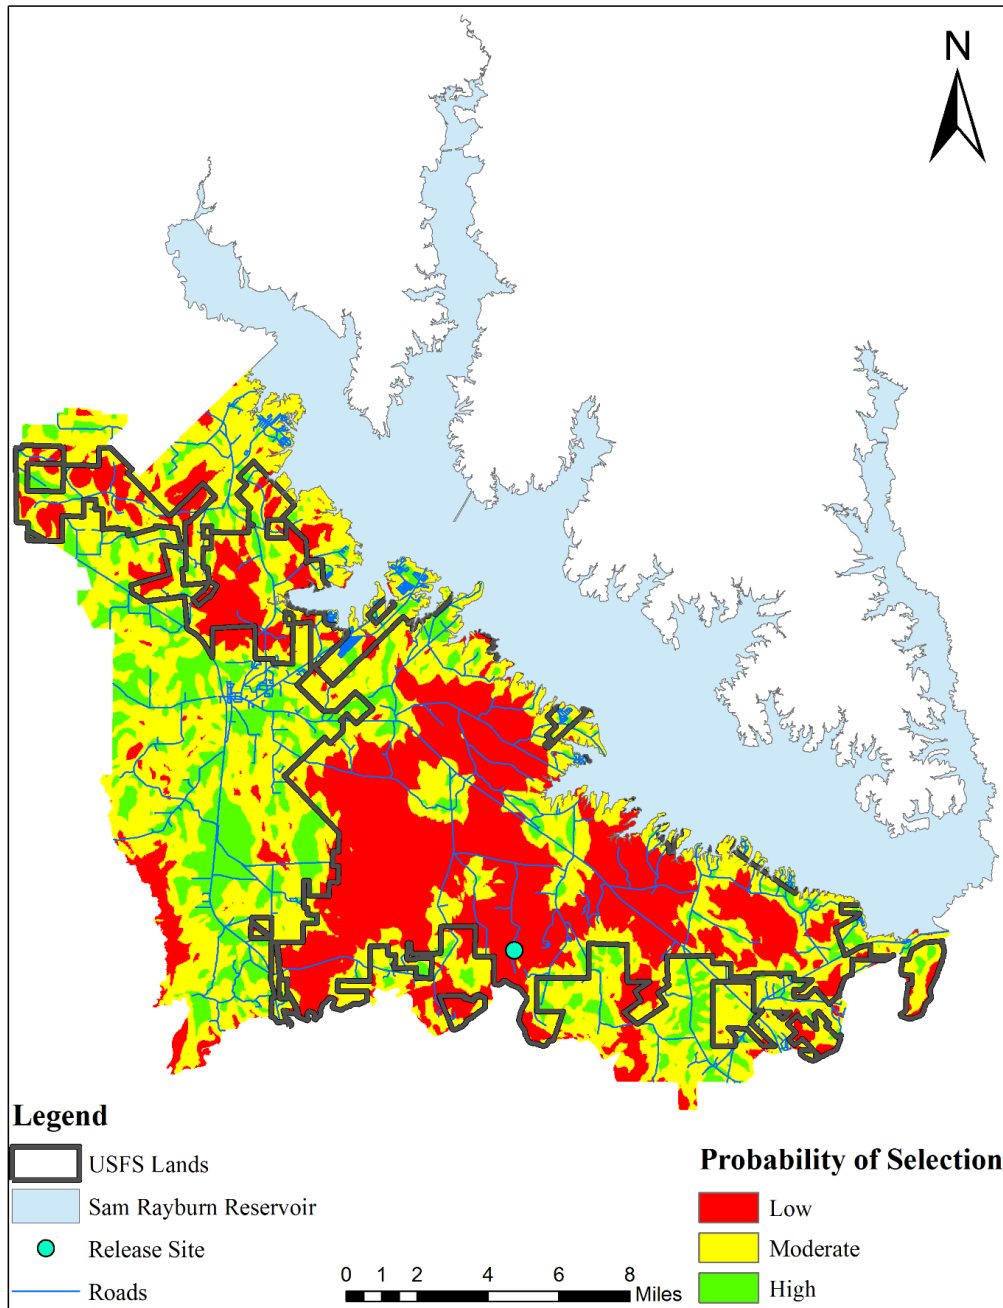 N
Legend
USFS Lands
Sam Rayburn Reservoir
Release Site
Roads
0 1 2 4 6 8
Miles
Probability of Selection
Low
Moderate
High